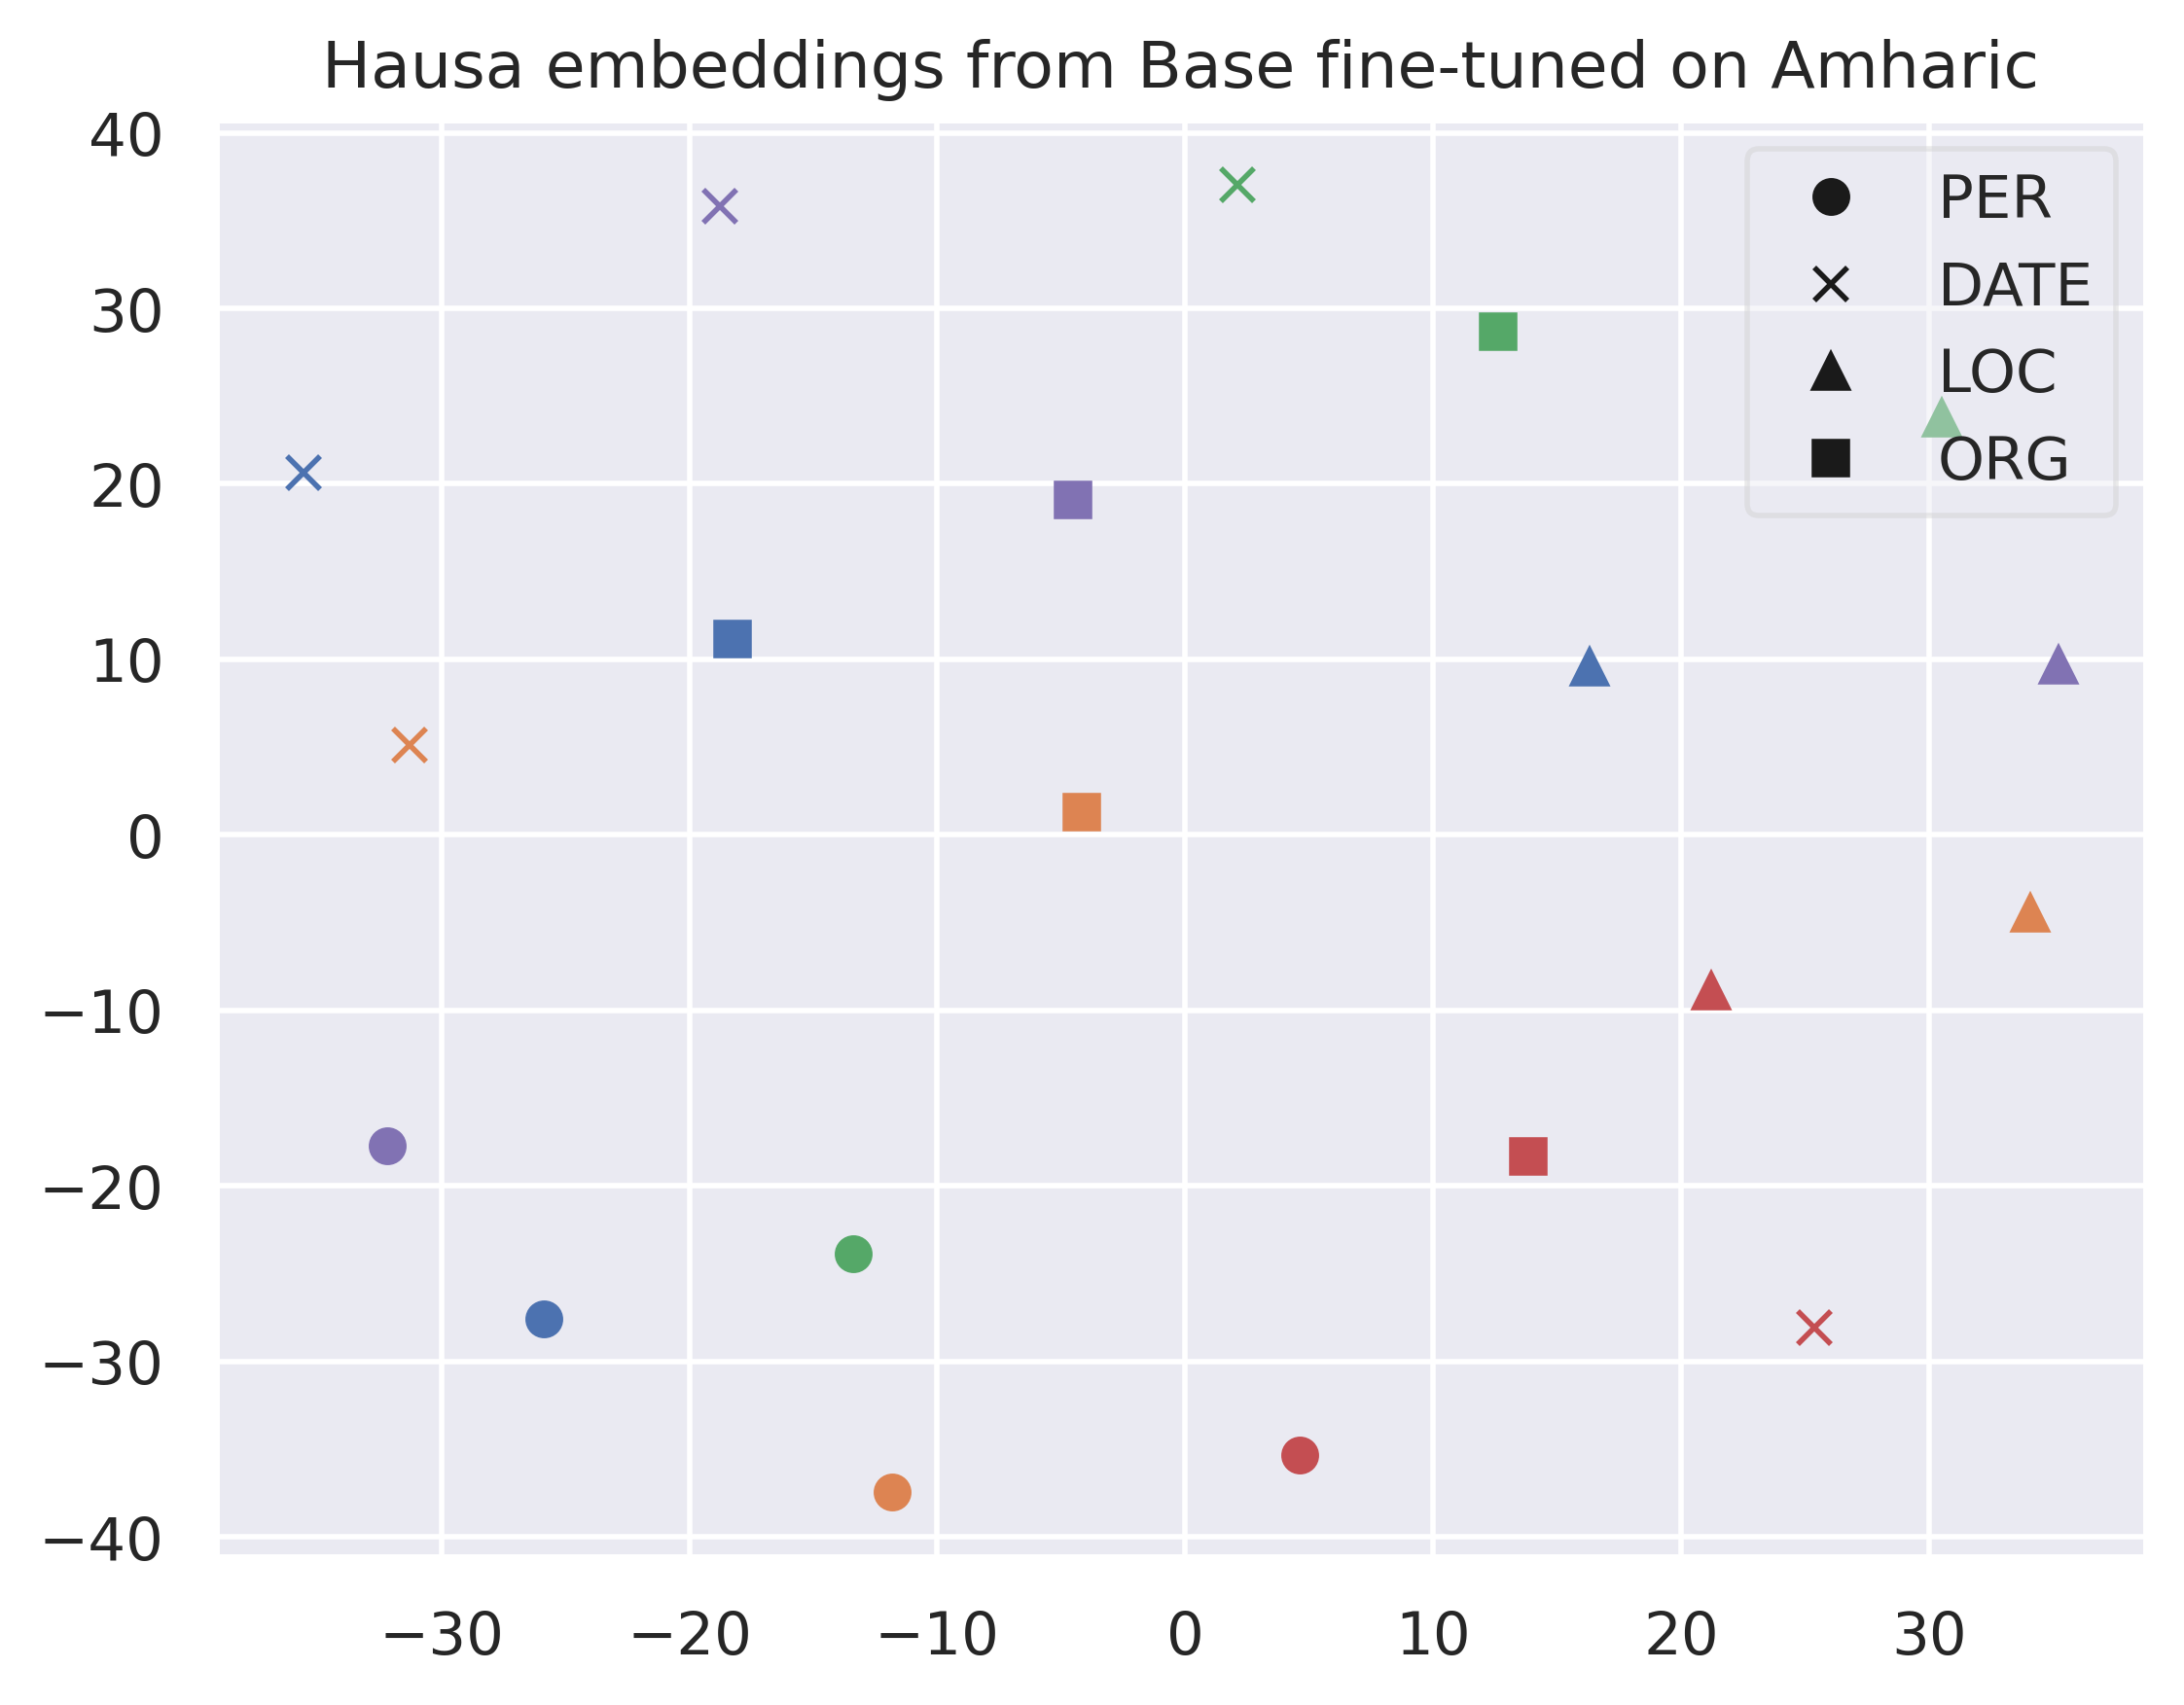 Hausa embeddings from Base fine-tuned on Amharic
40
30
20
10
0
−10
−20
−30
−40
−30 −20 −10 0 10 20 30
PER
DATE
LOC
ORG